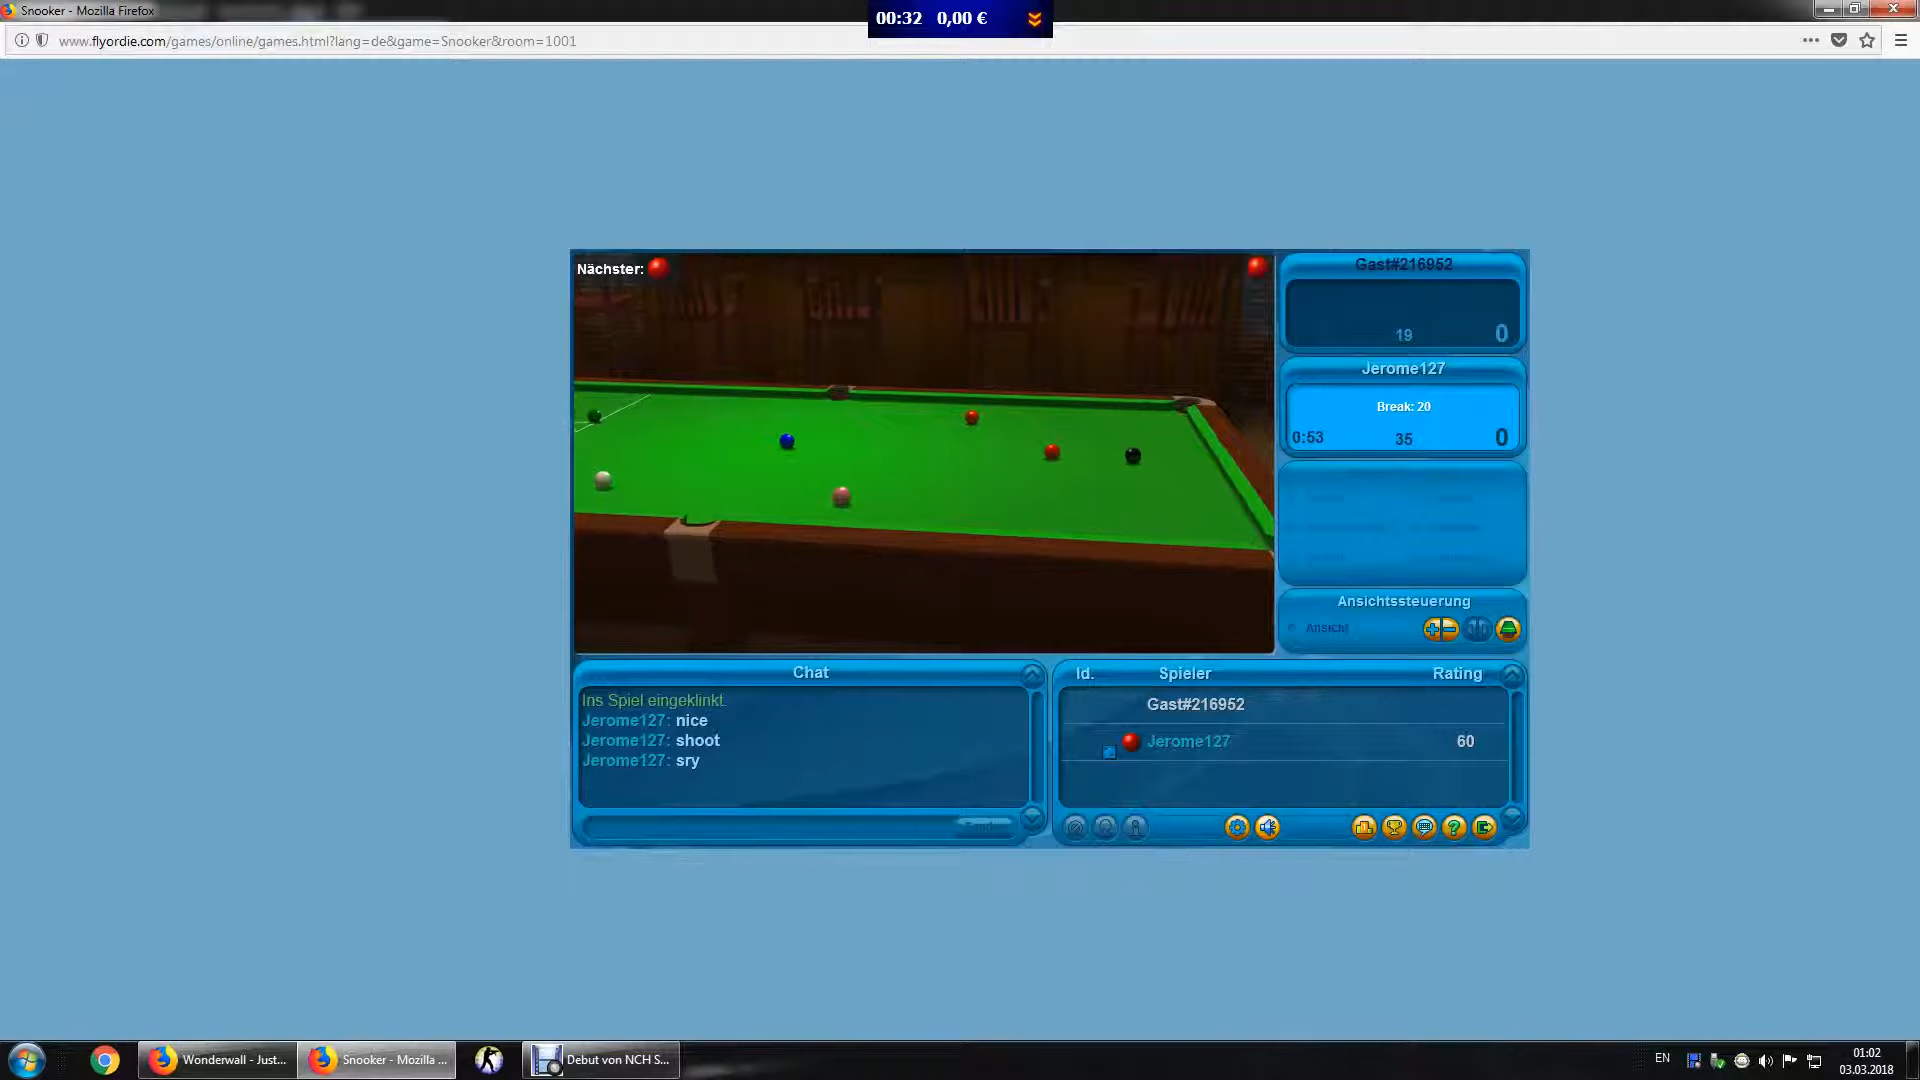 Snooker - Mozilla Firefox
00:32 0,00 €
www.flyordie.com/games/online/games.html?lang=de&game=Snooker&room=1001
Nächster:
Gast#216952
19 0
Jerome127
Break: 20
0:53 35 0
Ansichtssteuerung
Ansicht
Chat
Ins Spiel eingeklinkt.
Jerome127: nice
Jerome127: shoot
Jerome127: sry
Id. Spieler Rating
Gast#216952
Jerome127 60
Wonderwall - Just...
Snooker - Mozilla ...
Debut von NCH S...
EN
01:02
03.03.2018